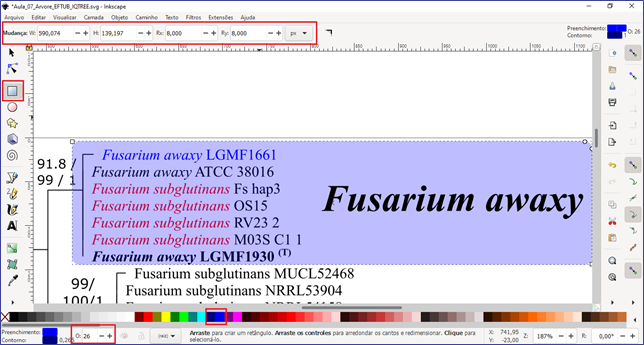 *Aula_07_Arvore_EFTUB_IQTREE.svg - Inkscape
Arquivo Editar Visualizar Camada Objeto Caminho Texto Filtros Extensões Ajuda
Mudança: W: 590,074 H: 139,197 Rx: 8,000 Ry: 8,000 px
Preenchimento:
Contorno: O: 26
91.8 /
99 / 1
Fusarium awaxy LGMF1661
Fusarium awaxy ATCC 38016
Fusarium subglutinans Fs hap3
Fusarium subglutinans OS15
Fusarium subglutinans RV23 2
Fusarium subglutinans M03S C1 1
Fusarium awaxy LGMF1930 (T)
Fusarium awaxy
99/
100/1
Fusarium subglutinans MUCL52468
Fusarium subglutinans NRRL53904
Preenchimento:
Contorno: 0,26 O: 26
Arraste para criar um retângulo. Arraste os controles para arredondar os cantos e redimensionar. Clique para selecioná-lo.
X: 741,95
Y: -23,00
Z: 187% R: 0,00°